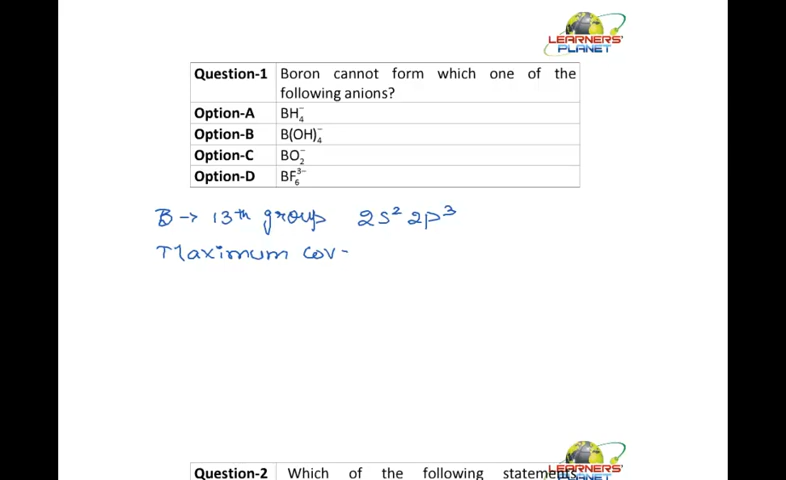 LEARNERS'
PLANET
Question-1 Boron cannot form which one of the
following anions?
Option-A BH₄⁻
Option-B B(OH)₄⁻
Option-C BO₂⁻
Option-D BF₆³⁻
B → 13th group 2s² 2p³
Maximum cov-
LEARNERS'
PLANET
Question-2 Which of the following statements